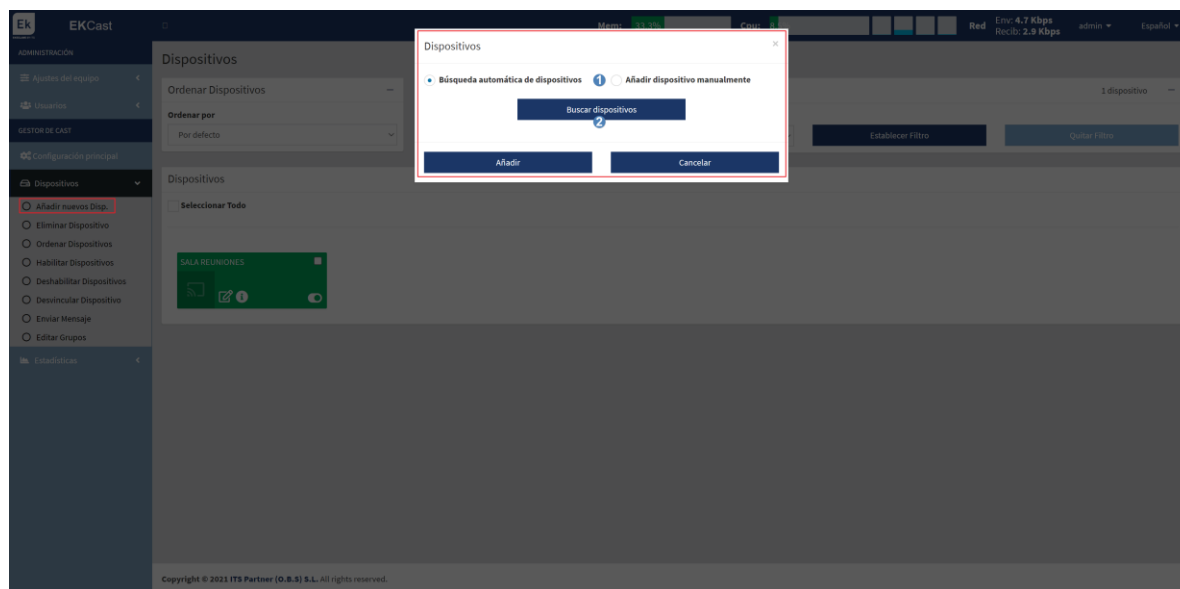 Ek EKCast
Mem: 33.3% Cpu:
Red Env: 4.7 Kbps Recib: 2.9 Kbps
admin Español
ADMINISTRACIÓN
Ajustes del equipo
Usuarios
GESTOR DE CAST
Configuración principal
Dispositivos
Añadir nuevos Disp.
Eliminar Dispositivo
Ordenar Dispositivos
Habilitar Dispositivos
Deshabilitar Dispositivos
Desvincular Dispositivo
Enviar Mensaje
Editar Grupos
Estadísticas
Dispositivos
Ordenar Dispositivos
Ordenar por
Por defecto
1 dispositivo
Establecer Filtro
Quitar Filtro
Dispositivos
×
Búsqueda automática de dispositivos 1 Añadir dispositivo manualmente
Buscar dispositivos
2
Añadir Cancelar
Dispositivos
Seleccionar Todo
SALA REUNIONES
Copyright © 2021 ITS Partner (O.B.S) S.L. All rights reserved.